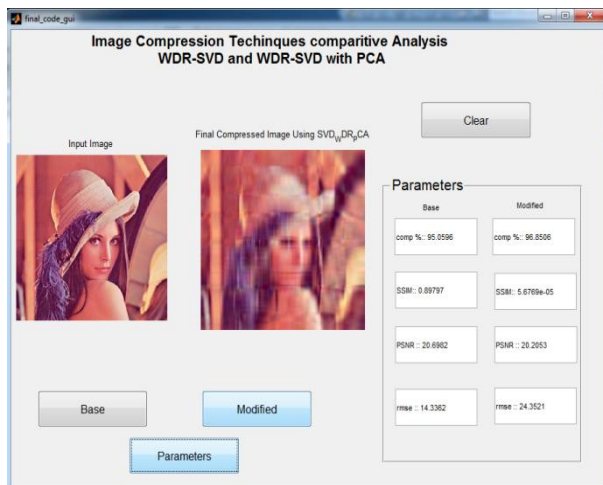 final_code_gui
Image Compression Techinques comparitive Analysis
WDR-SVD and WDR-SVD with PCA
Clear
Input Image
Final Compressed Image Using SVDWDRpCA
Parameters
Base
Modified
comp %:: 95.0596
comp %:: 96.8506
SSIM:: 0.89797
SSIM:: 5.6769e-05
PSNR :: 20.6982
PSNR :: 20.2053
rmse :: 14.3362
rmse :: 24.3521
Base
Modified
Parameters